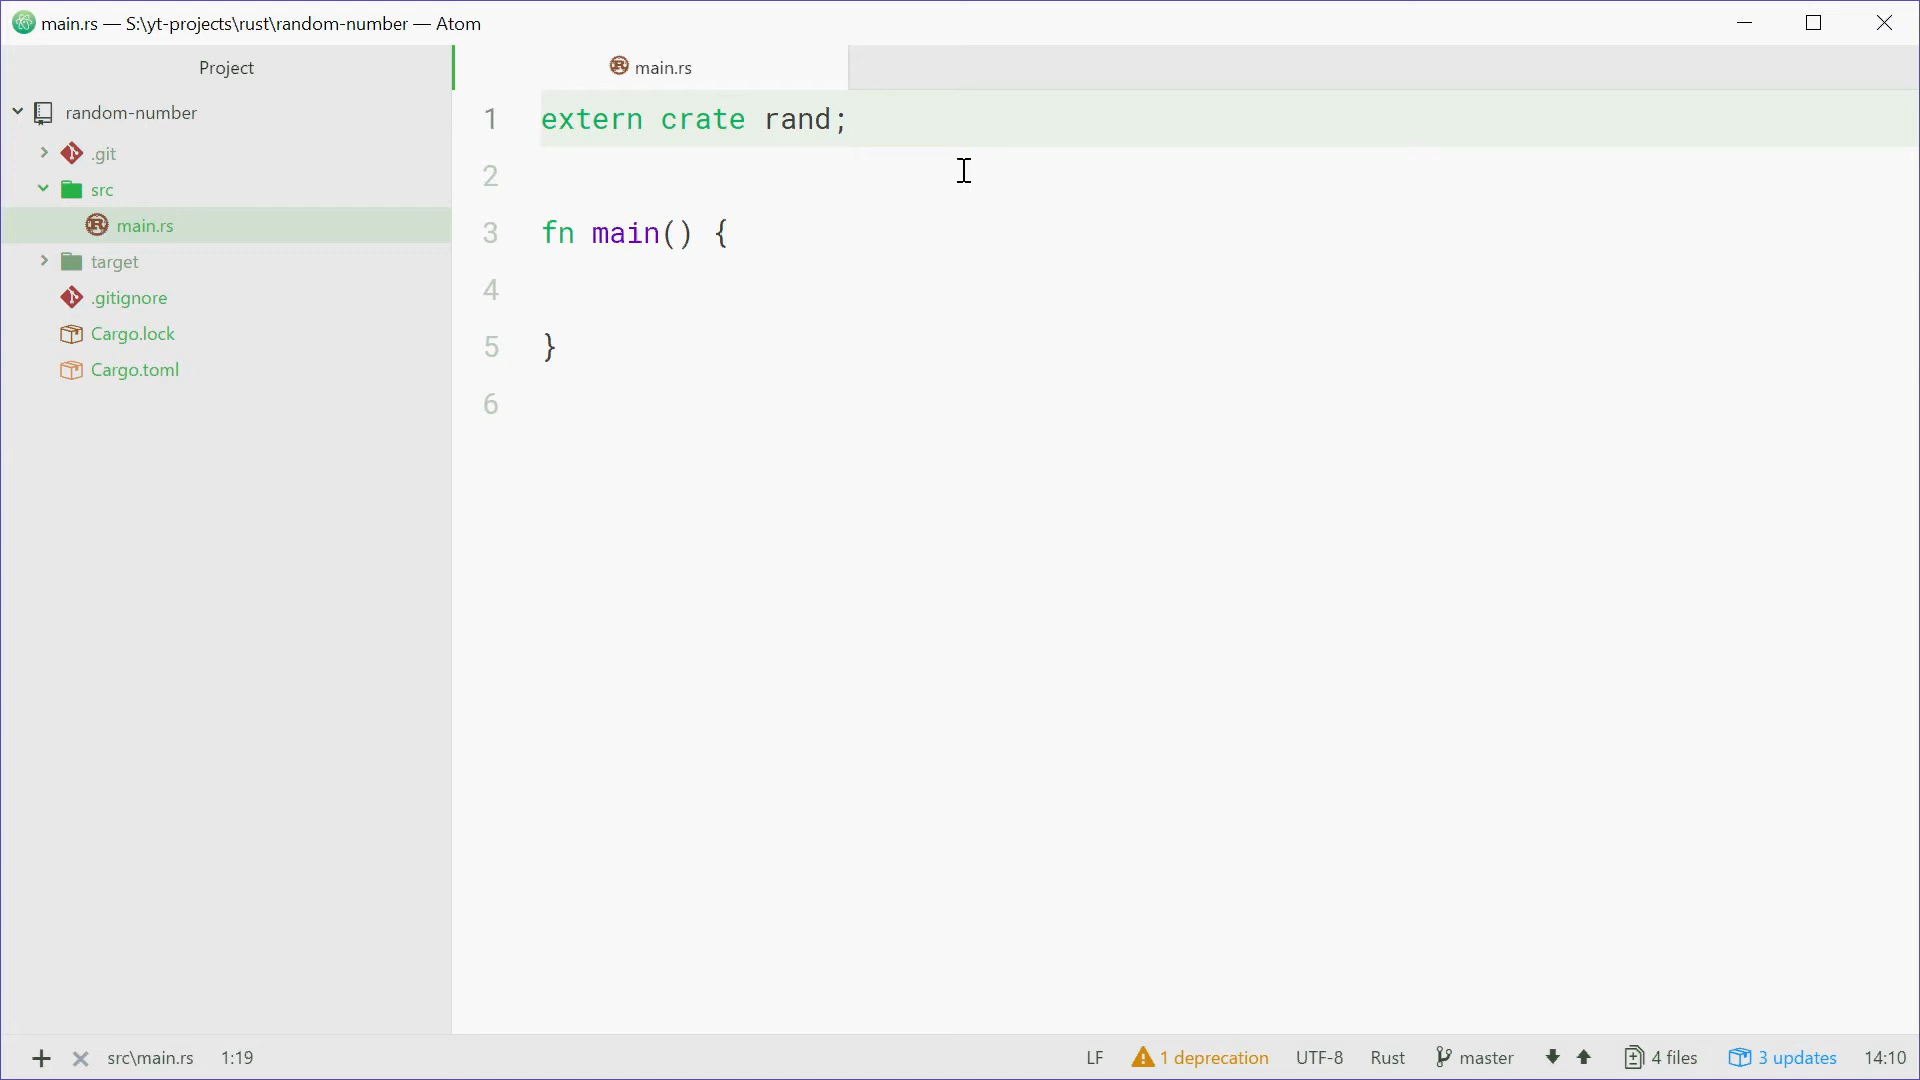 main.rs — S:\yt-projects\rust\random-number — Atom
Project
random-number
.git
src
main.rs
target
.gitignore
Cargo.lock
Cargo.toml
main.rs
1 extern crate rand;
2
3 fn main() {
4
5 }
6
src\main.rs 1:19 LF 1 deprecation UTF-8 Rust master 4 files 3 updates 14:10